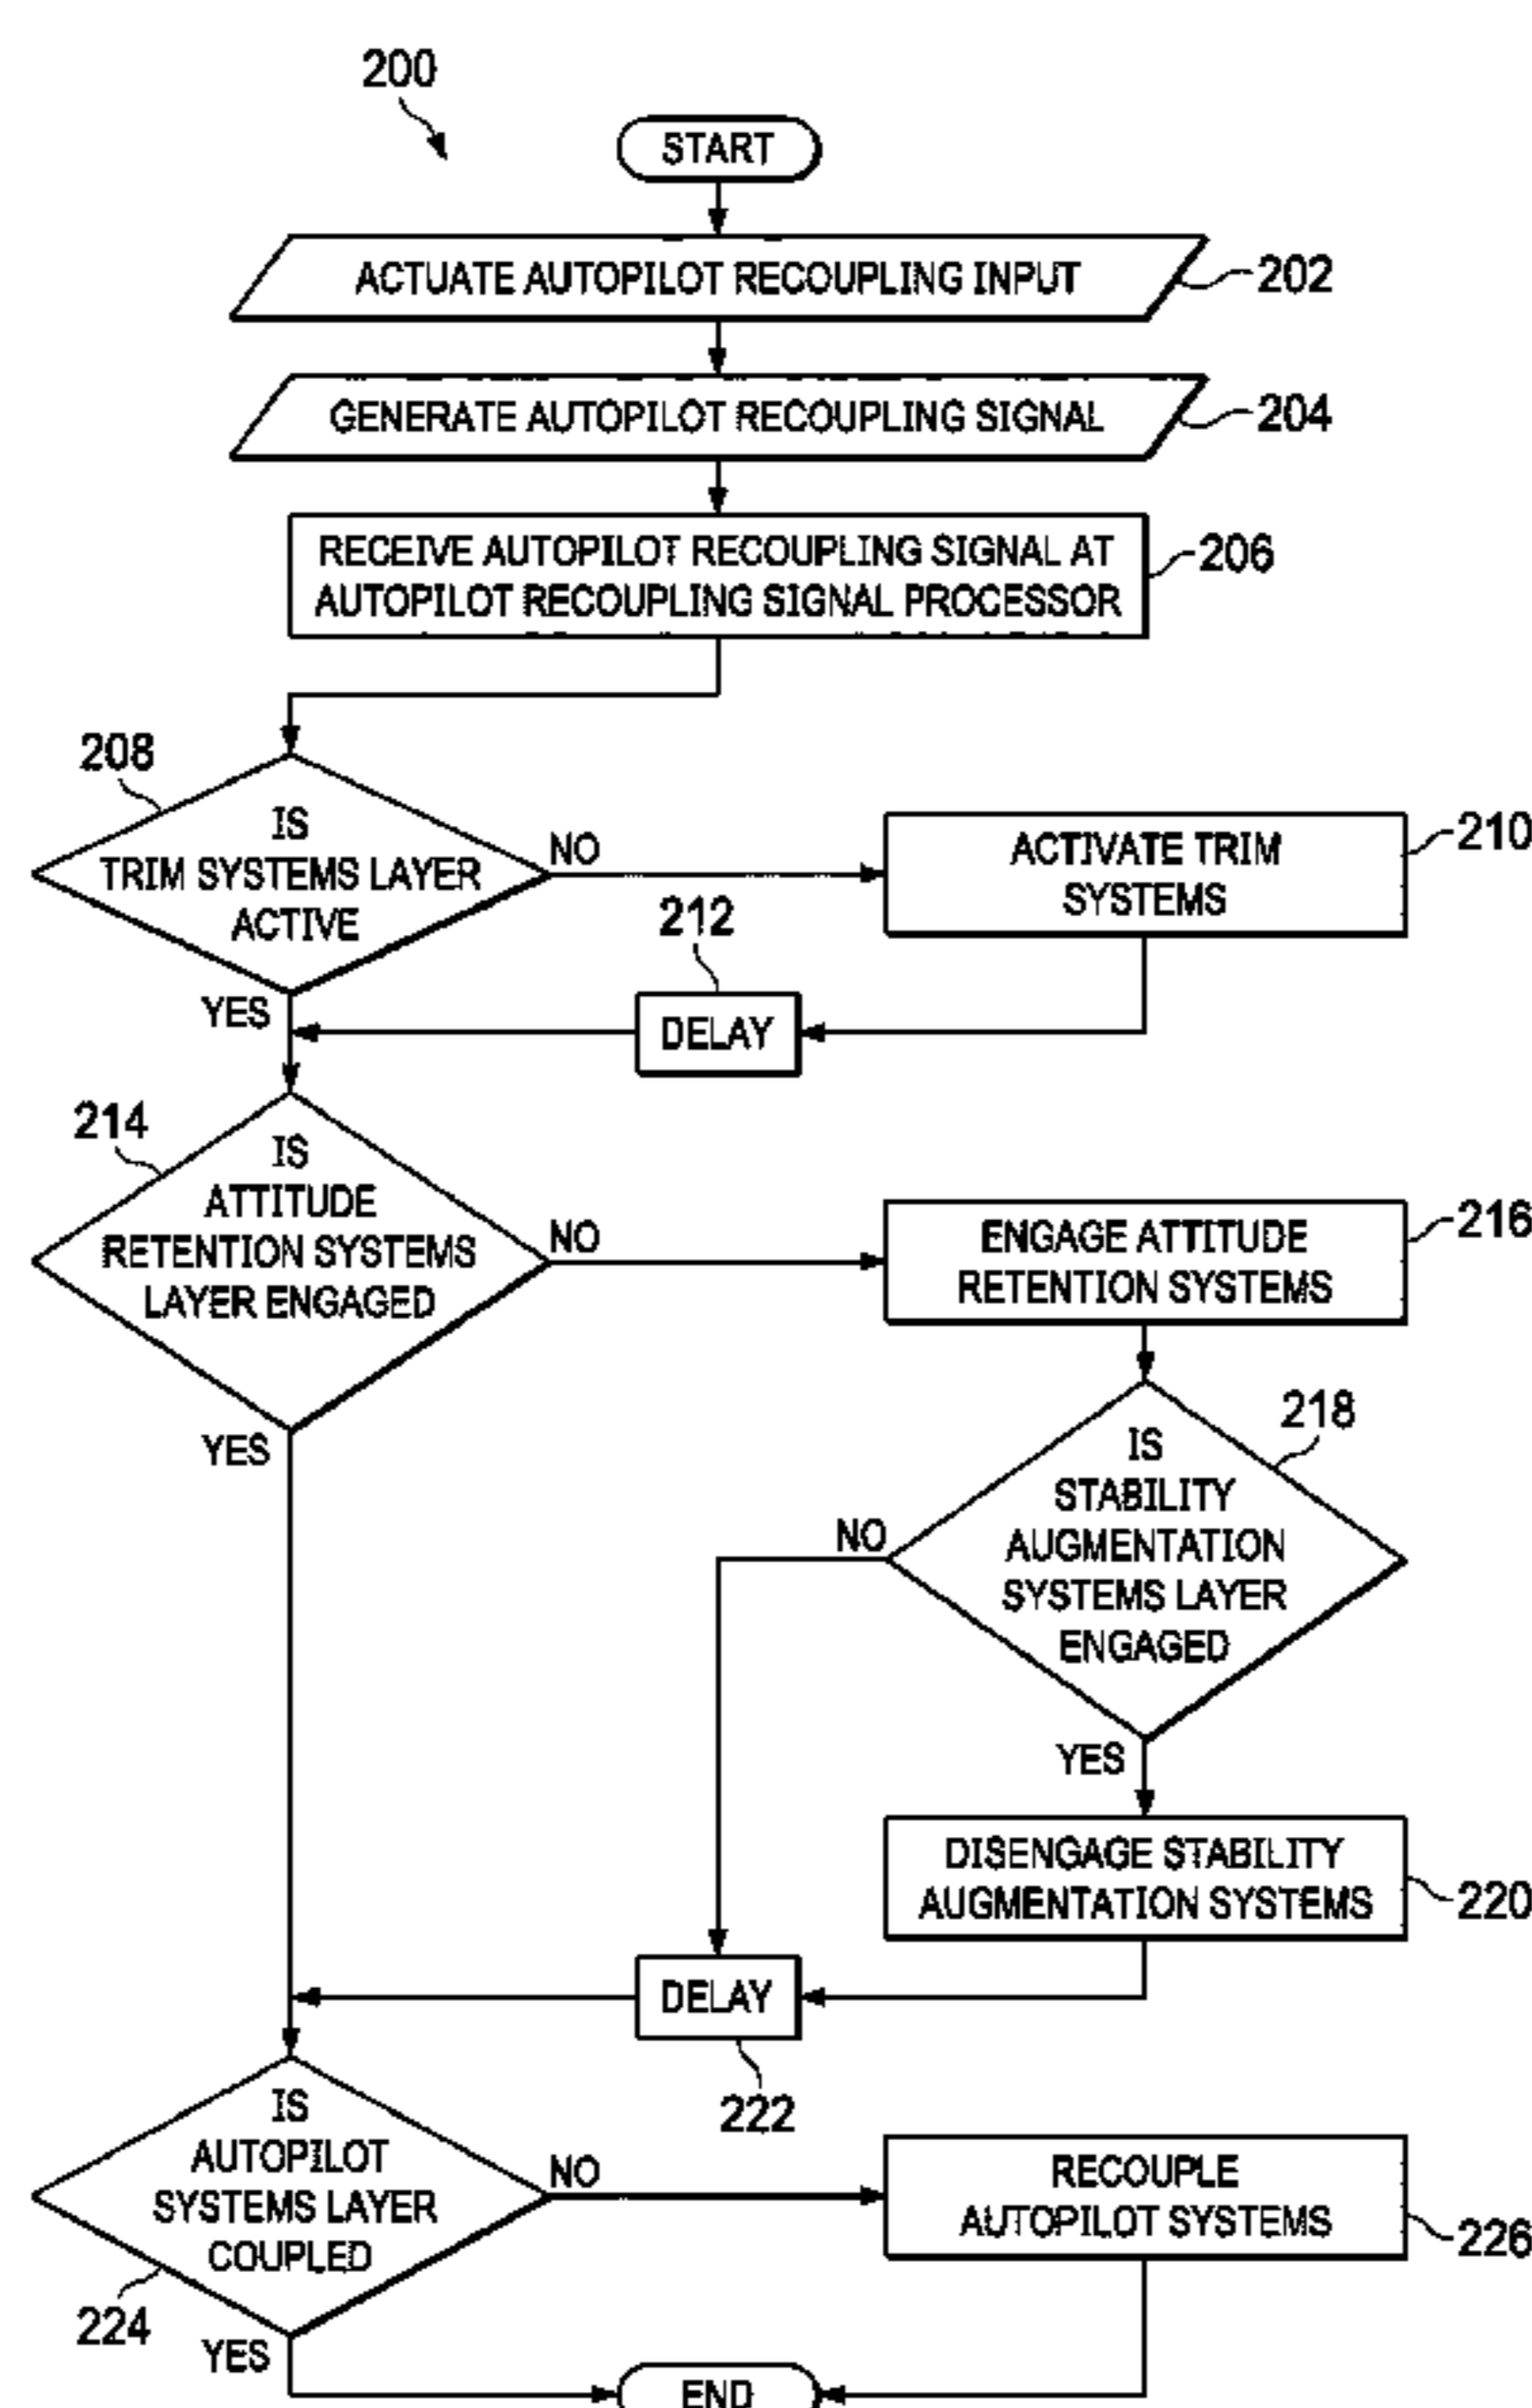 200
START
ACTUATE AUTOPILOT RECOUPLING INPUT
202
GENERATE AUTOPILOT RECOUPLING SIGNAL
204
RECEIVE AUTOPILOT RECOUPLING SIGNAL AT
AUTOPILOT RECOUPLING SIGNAL PROCESSOR
206
208
IS
TRIM SYSTEMS LAYER
ACTIVE
NO
YES
ACTIVATE TRIM
SYSTEMS
210
212
DELAY
214
IS
ATTITUDE
RETENTION SYSTEMS
LAYER ENGAGED
NO
YES
ENGAGE ATTITUDE
RETENTION SYSTEMS
216
218
IS
STABILITY
AUGMENTATION
SYSTEMS LAYER
ENGAGED
NO
YES
DISENGAGE STABILITY
AUGMENTATION SYSTEMS
220
DELAY
222
IS
AUTOPILOT
SYSTEMS LAYER
COUPLED
224
NO
YES
RECOUPLE
AUTOPILOT SYSTEMS
226
END